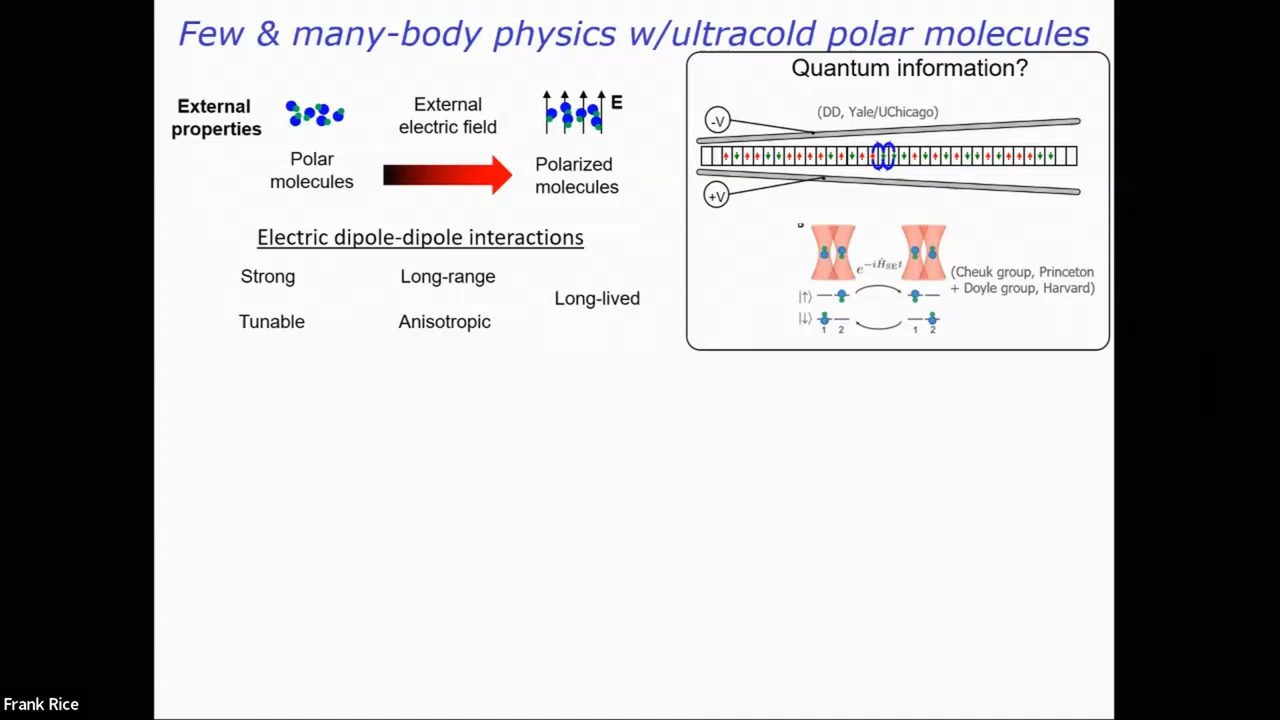 Few & many-body physics w/ultracold polar molecules
External
properties
Polar
molecules
External
electric field
E
Polarized
molecules
Electric dipole-dipole interactions
Strong
Long-range
Long-lived
Tunable
Anisotropic
Quantum information?
(DD, Yale/UChicago)
-V
+V
e^{-iĤ_{SE}t}
(Cheuk group, Princeton
+ Doyle group, Harvard)
|↑⟩
|↓⟩
1 2
1 2
Frank Rice